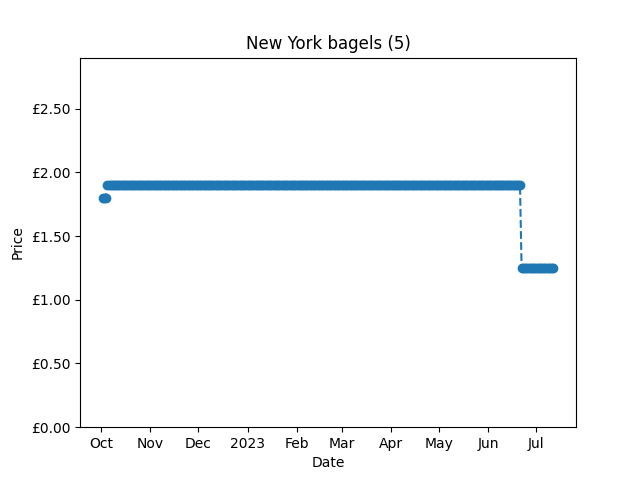 New York bagels (5)
£2.50
£2.00
£1.50
£1.00
£0.50
£0.00
Price
Oct Nov Dec 2023 Feb Mar Apr May Jun Jul
Date